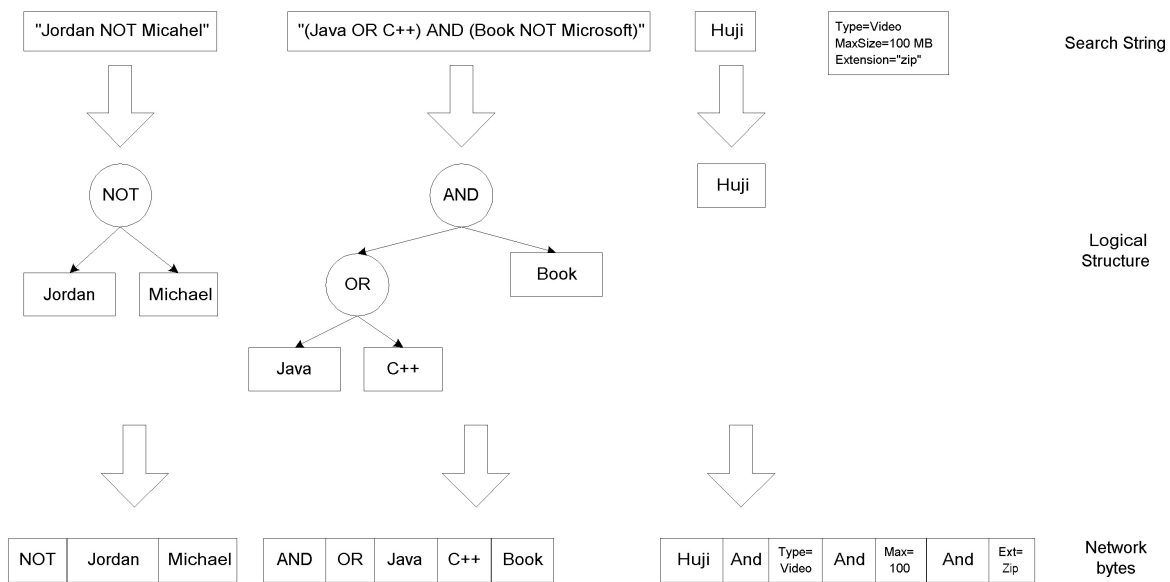 "Jordan NOT Micahel"
"(Java OR C++) AND (Book NOT Microsoft)"
Huji
Type=Video
MaxSize=100 MB
Extension="zip"
Search String
NOT
AND
Huji
Jordan
Michael
OR
Book
Logical
Structure
Java
C++
NOT
Jordan
Michael
AND
OR
Java
C++
Book
Huji
And
Type=
Video
And
Max=
100
And
Ext=
Zip
Network
bytes